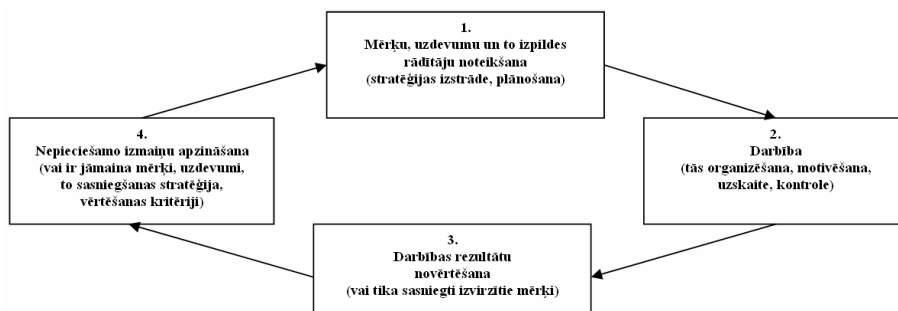 1.
Mērķu, uzdevumu un to izpildes
rādītāju noteikšana
(stratēģijas izstrāde, plānošana)
2.
Darbība
(tās organizēšana, motivēšana,
uzskaite, kontrole)
3.
Darbības rezultātu
novērtēšana
(vai tika sasniegti izvirzītie mērķi)
4.
Nepieciešamo izmaiņu apzināšana
(vai ir jāmaina mērķi, uzdevumi,
to sasniegšanas stratēģija,
vērtēšanas kritēriji)